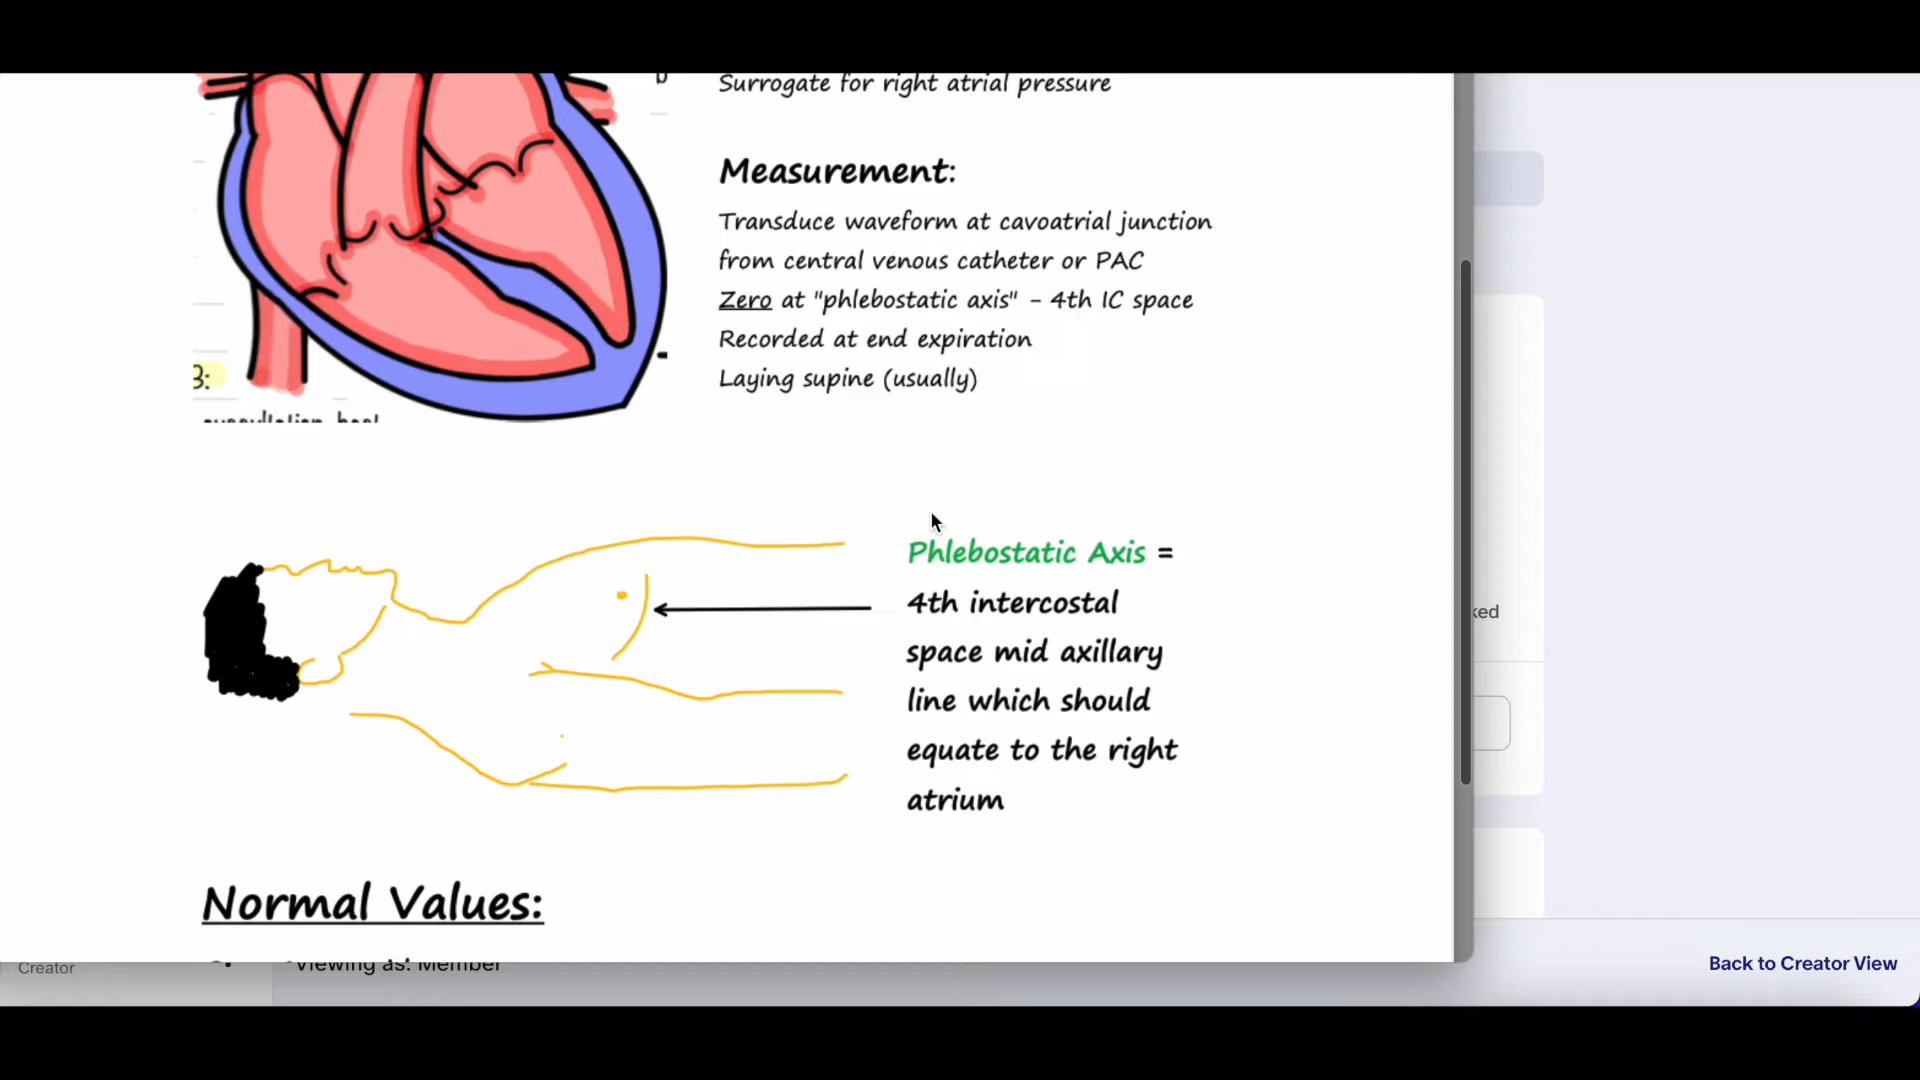 Surrogate for right atrial pressure
Measurement:
Transduce waveform at cavoatrial junction
from central venous catheter or PAC
Zero at "phlebostatic axis" - 4th IC space
Recorded at end expiration
Laying supine (usually)
3:
Phlebostatic Axis =
4th intercostal
space mid axillary
line which should
equate to the right
atrium
Normal Values:
Creator
Viewing as: Member
Back to Creator View